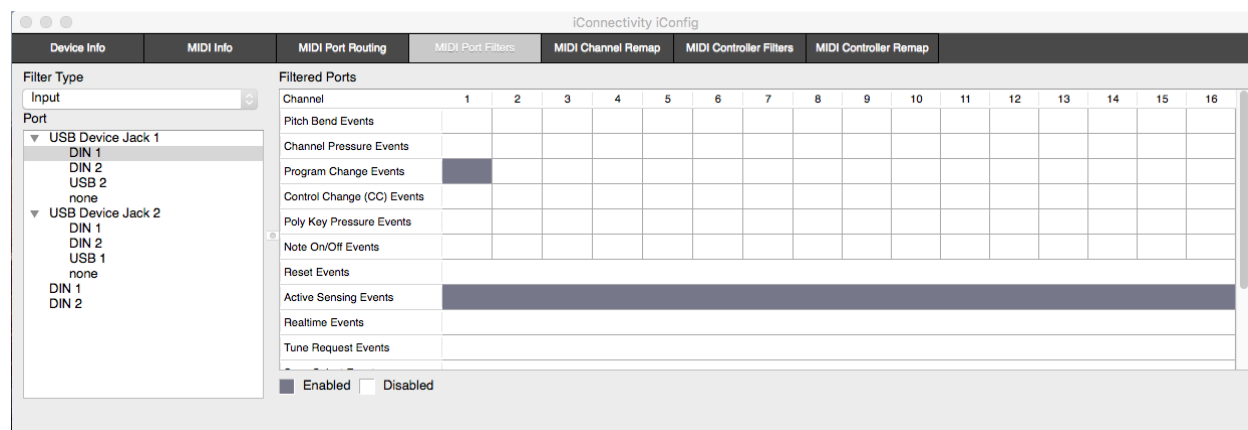 iConnectivity iConfig
Device Info MIDI Info MIDI Port Routing MIDI Port Filters MIDI Channel Remap MIDI Controller Filters MIDI Controller Remap
Filter Type
Input
Port
USB Device Jack 1
DIN 1
DIN 2
USB 2
none
USB Device Jack 2
DIN 1
DIN 2
USB 1
none
DIN 1
DIN 2
Filtered Ports
Channel 1 2 3 4 5 6 7 8 9 10 11 12 13 14 15 16
Pitch Bend Events
Channel Pressure Events
Program Change Events
Control Change (CC) Events
Poly Key Pressure Events
Note On/Off Events
Reset Events
Active Sensing Events
Realtime Events
Tune Request Events
Enabled Disabled